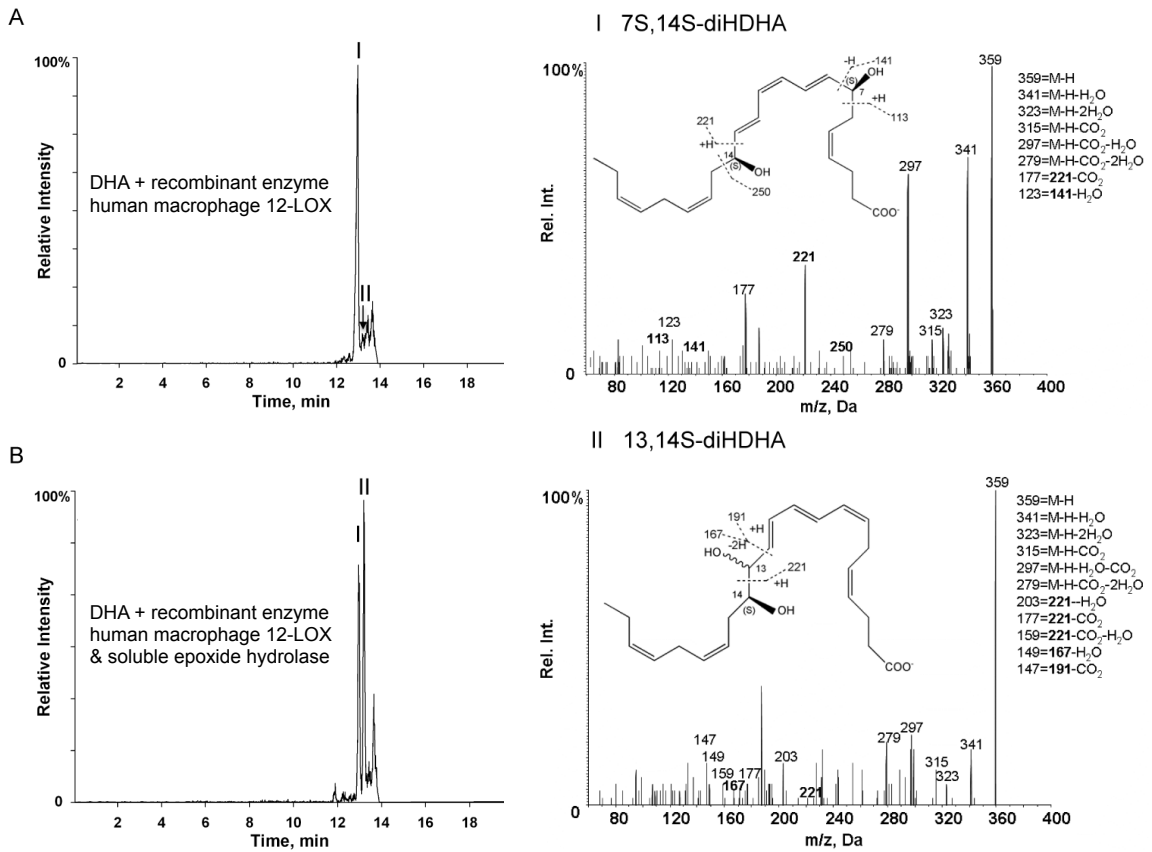 A
100%
Relative Intensity
0
I
II
DHA + recombinant enzyme
human macrophage 12-LOX
2 4 6 8 10 12 14 16 18
Time, min
I 7S,14S-diHDHA
100%
Rel. Int.
0
-H
141
(S)
OH
7
+H
113
221
+H
14
(S)
OH
250
COO-
359
341
297
221
177
123
113
141
250
279
315
323
80 120 160 200 240 280 320 360 400
m/z, Da
359=M-H
341=M-H-H2O
323=M-H-2H2O
315=M-H-CO2
297=M-H-CO2-H2O
279=M-H-CO2-2H2O
177=221-CO2
123=141-H2O
B
100%
Relative Intensity
0
I
II
DHA + recombinant enzyme
human macrophage 12-LOX
& soluble epoxide hydrolase
2 4 6 8 10 12 14 16 18
Time, min
II 13,14S-diHDHA
100%
Rel. Int.
0
191
+H
167
-2H
HO
13
221
+H
14
(S)
OH
COO-
359
147
149
159
167
177
203
221
279
297
315
323
341
80 120 160 200 240 280 320 360 400
m/z, Da
359=M-H
341=M-H-H2O
323=M-H-2H2O
315=M-H-CO2
297=M-H-H2O-CO2
279=M-H-CO2-2H2O
203=221--H2O
177=221-CO2
159=221-CO2-H2O
149=167-H2O
147=191-CO2